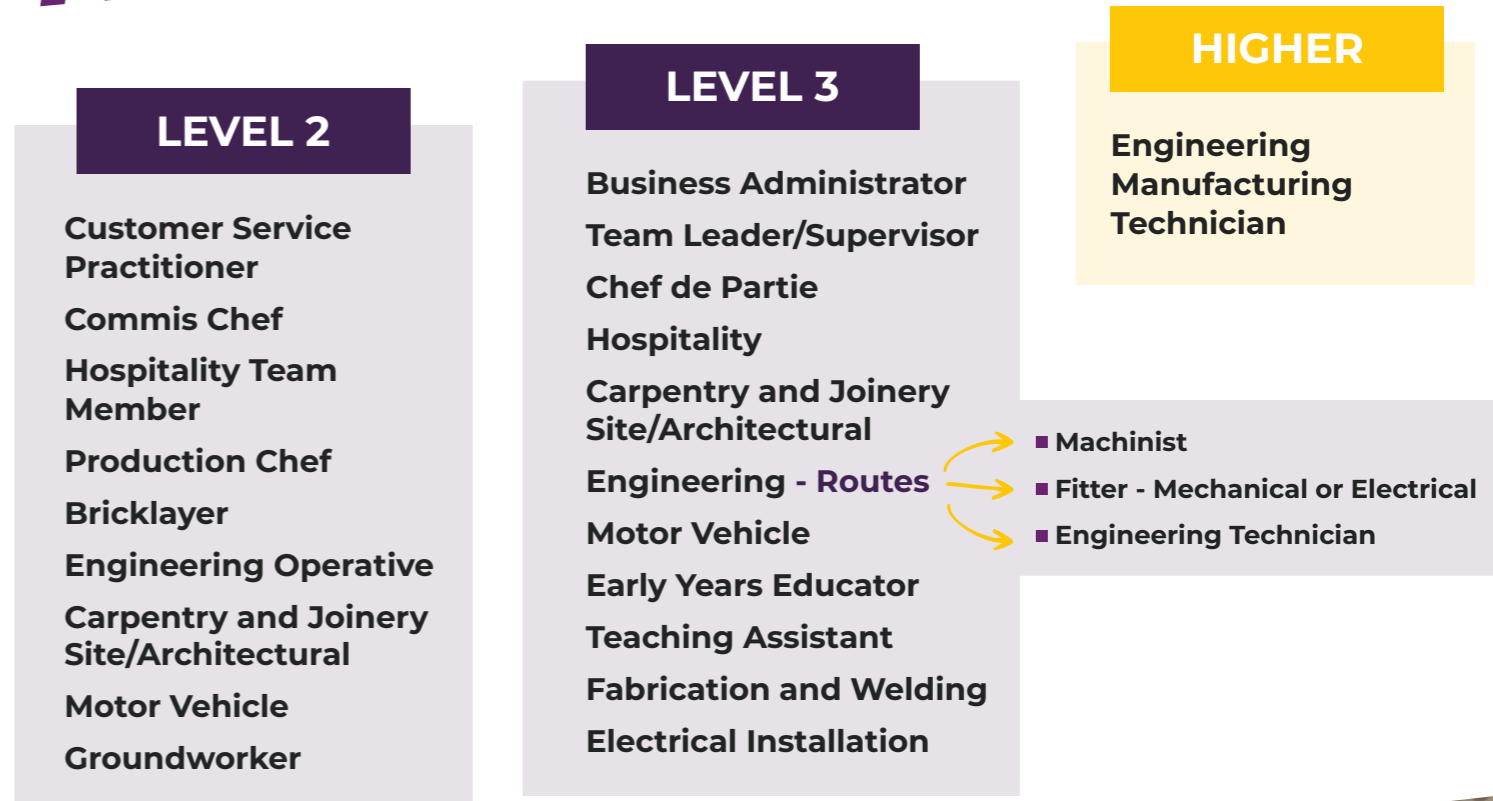 LEVEL 2
Customer Service
Practitioner
Commis Chef
Hospitality Team
Member
Production Chef
Bricklayer
Engineering Operative
Carpentry and Joinery
Site/Architectural
Motor Vehicle
Groundworker
LEVEL 3
Business Administrator
Team Leader/Supervisor
Chef de Partie
Hospitality
Carpentry and Joinery
Site/Architectural
Engineering - Routes
Motor Vehicle
Early Years Educator
Teaching Assistant
Fabrication and Welding
Electrical Installation
Machinist
Fitter - Mechanical or Electrical
Engineering Technician
HIGHER
Engineering
Manufacturing
Technician